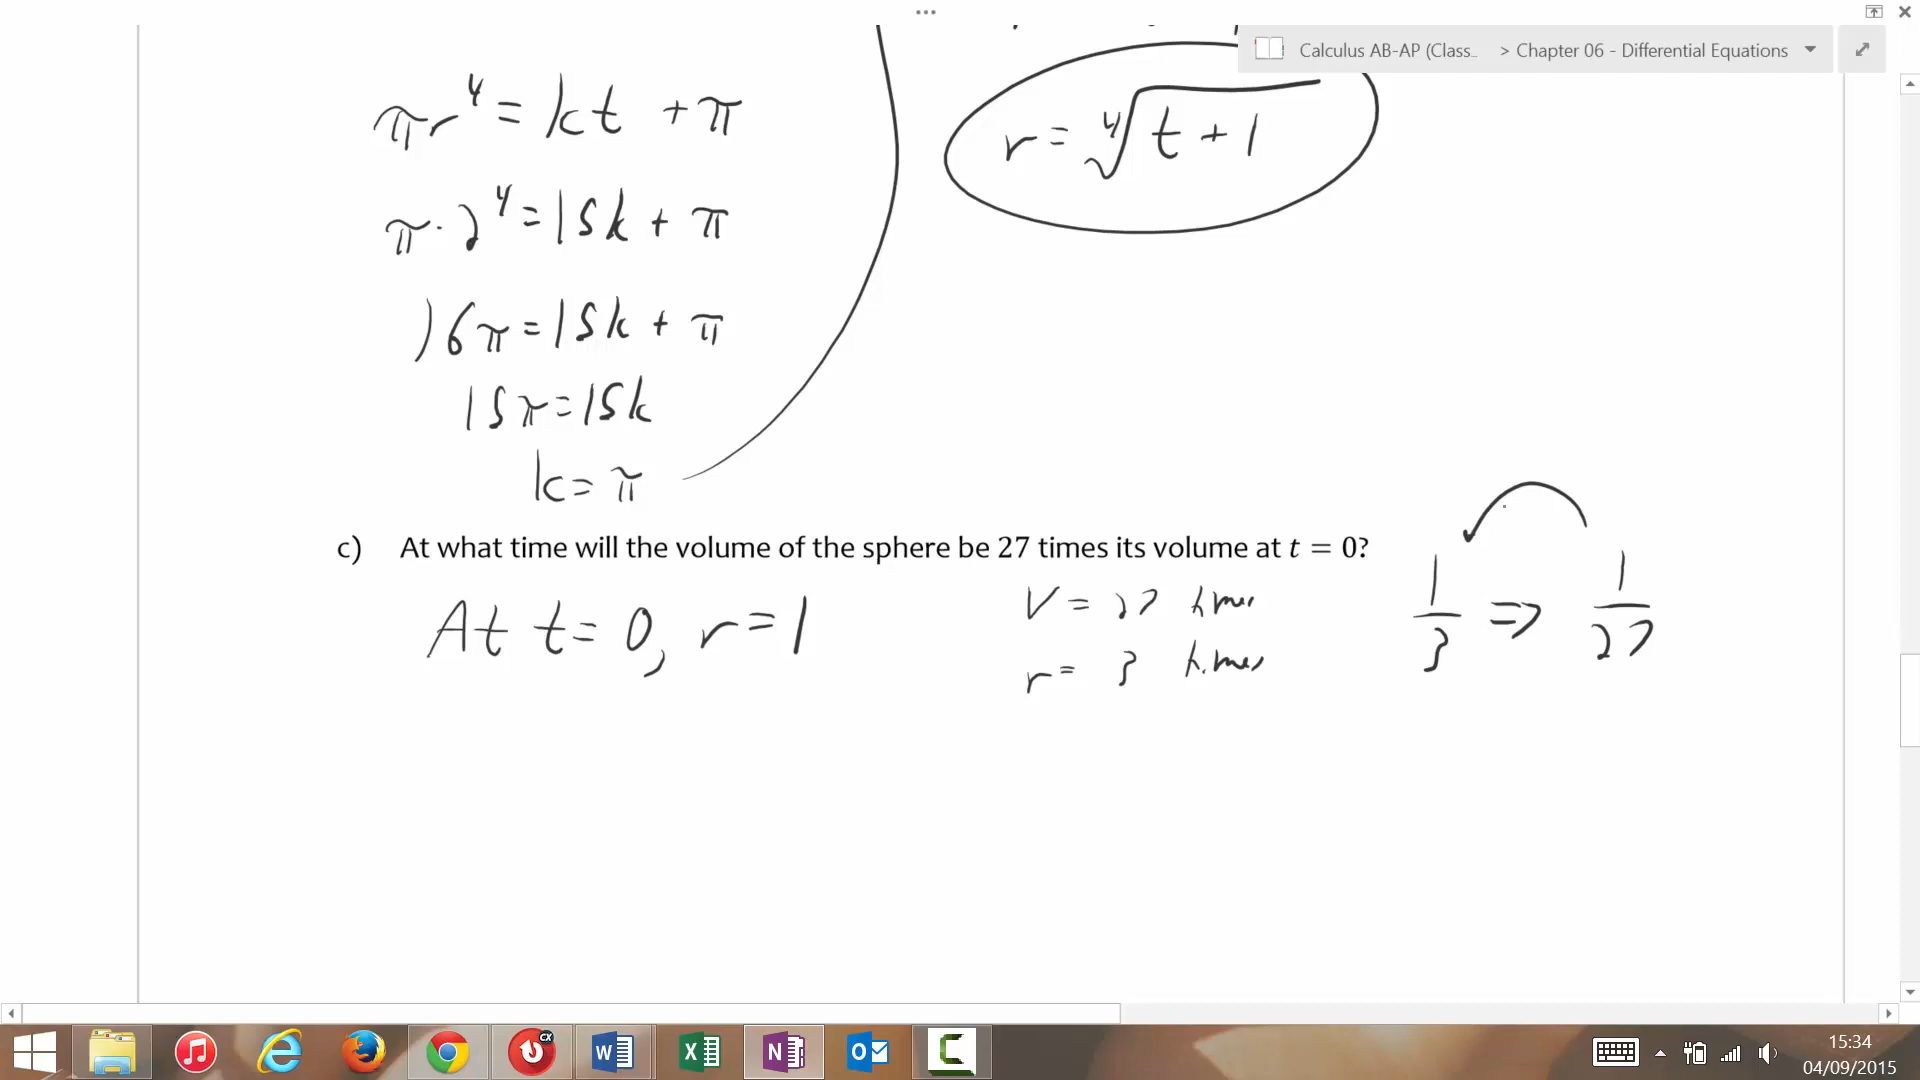 Calculus AB-AP (Class... > Chapter 06 - Differential Equations
πr⁴ = kt + π
π·2⁴ = 15k + π
16π = 15k + π
15π = 15k
k = π
r = ∜(t + 1)
c) At what time will the volume of the sphere be 27 times its volume at t = 0?
At t = 0, r = 1
V = 27 times
r = 3 times
1/3 ⇒ 1/27
15:34
04/09/2015